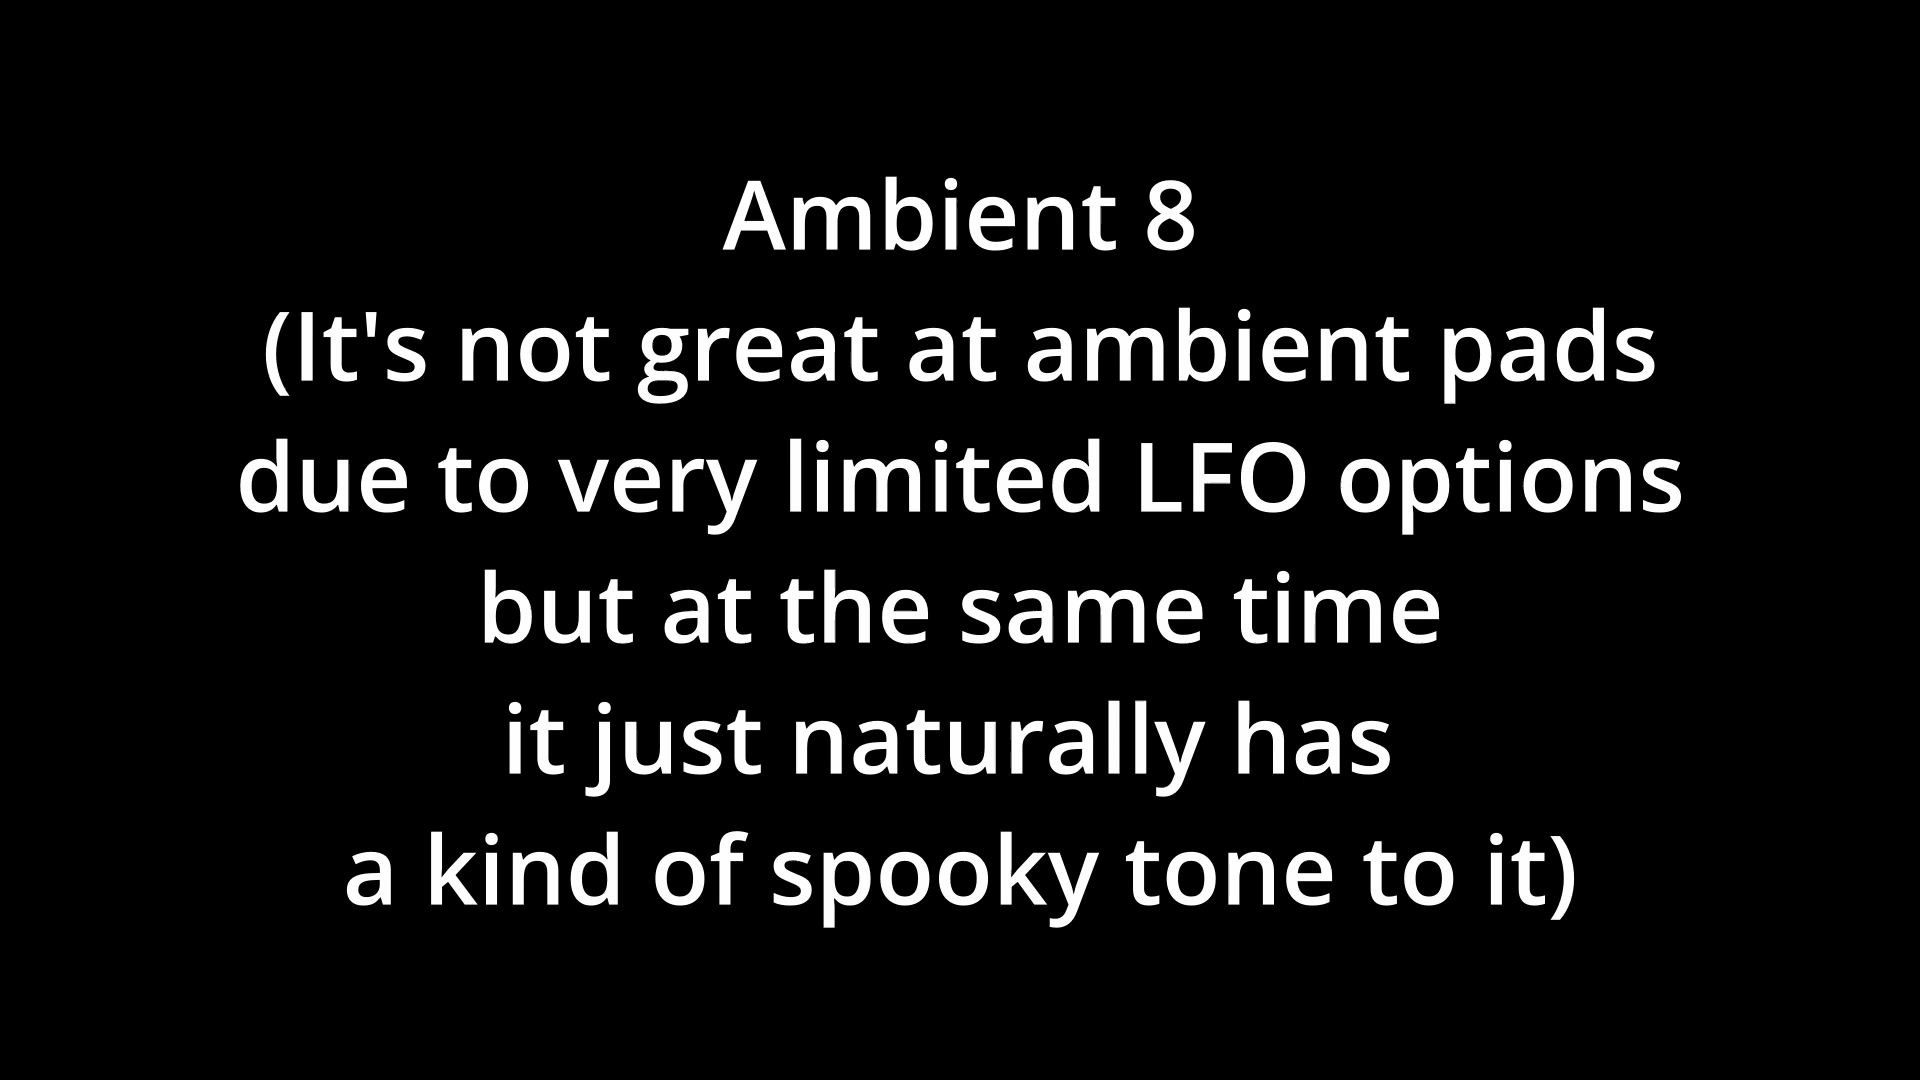 Ambient 8
(It's not great at ambient pads
due to very limited LFO options
but at the same time
it just naturally has
a kind of spooky tone to it)